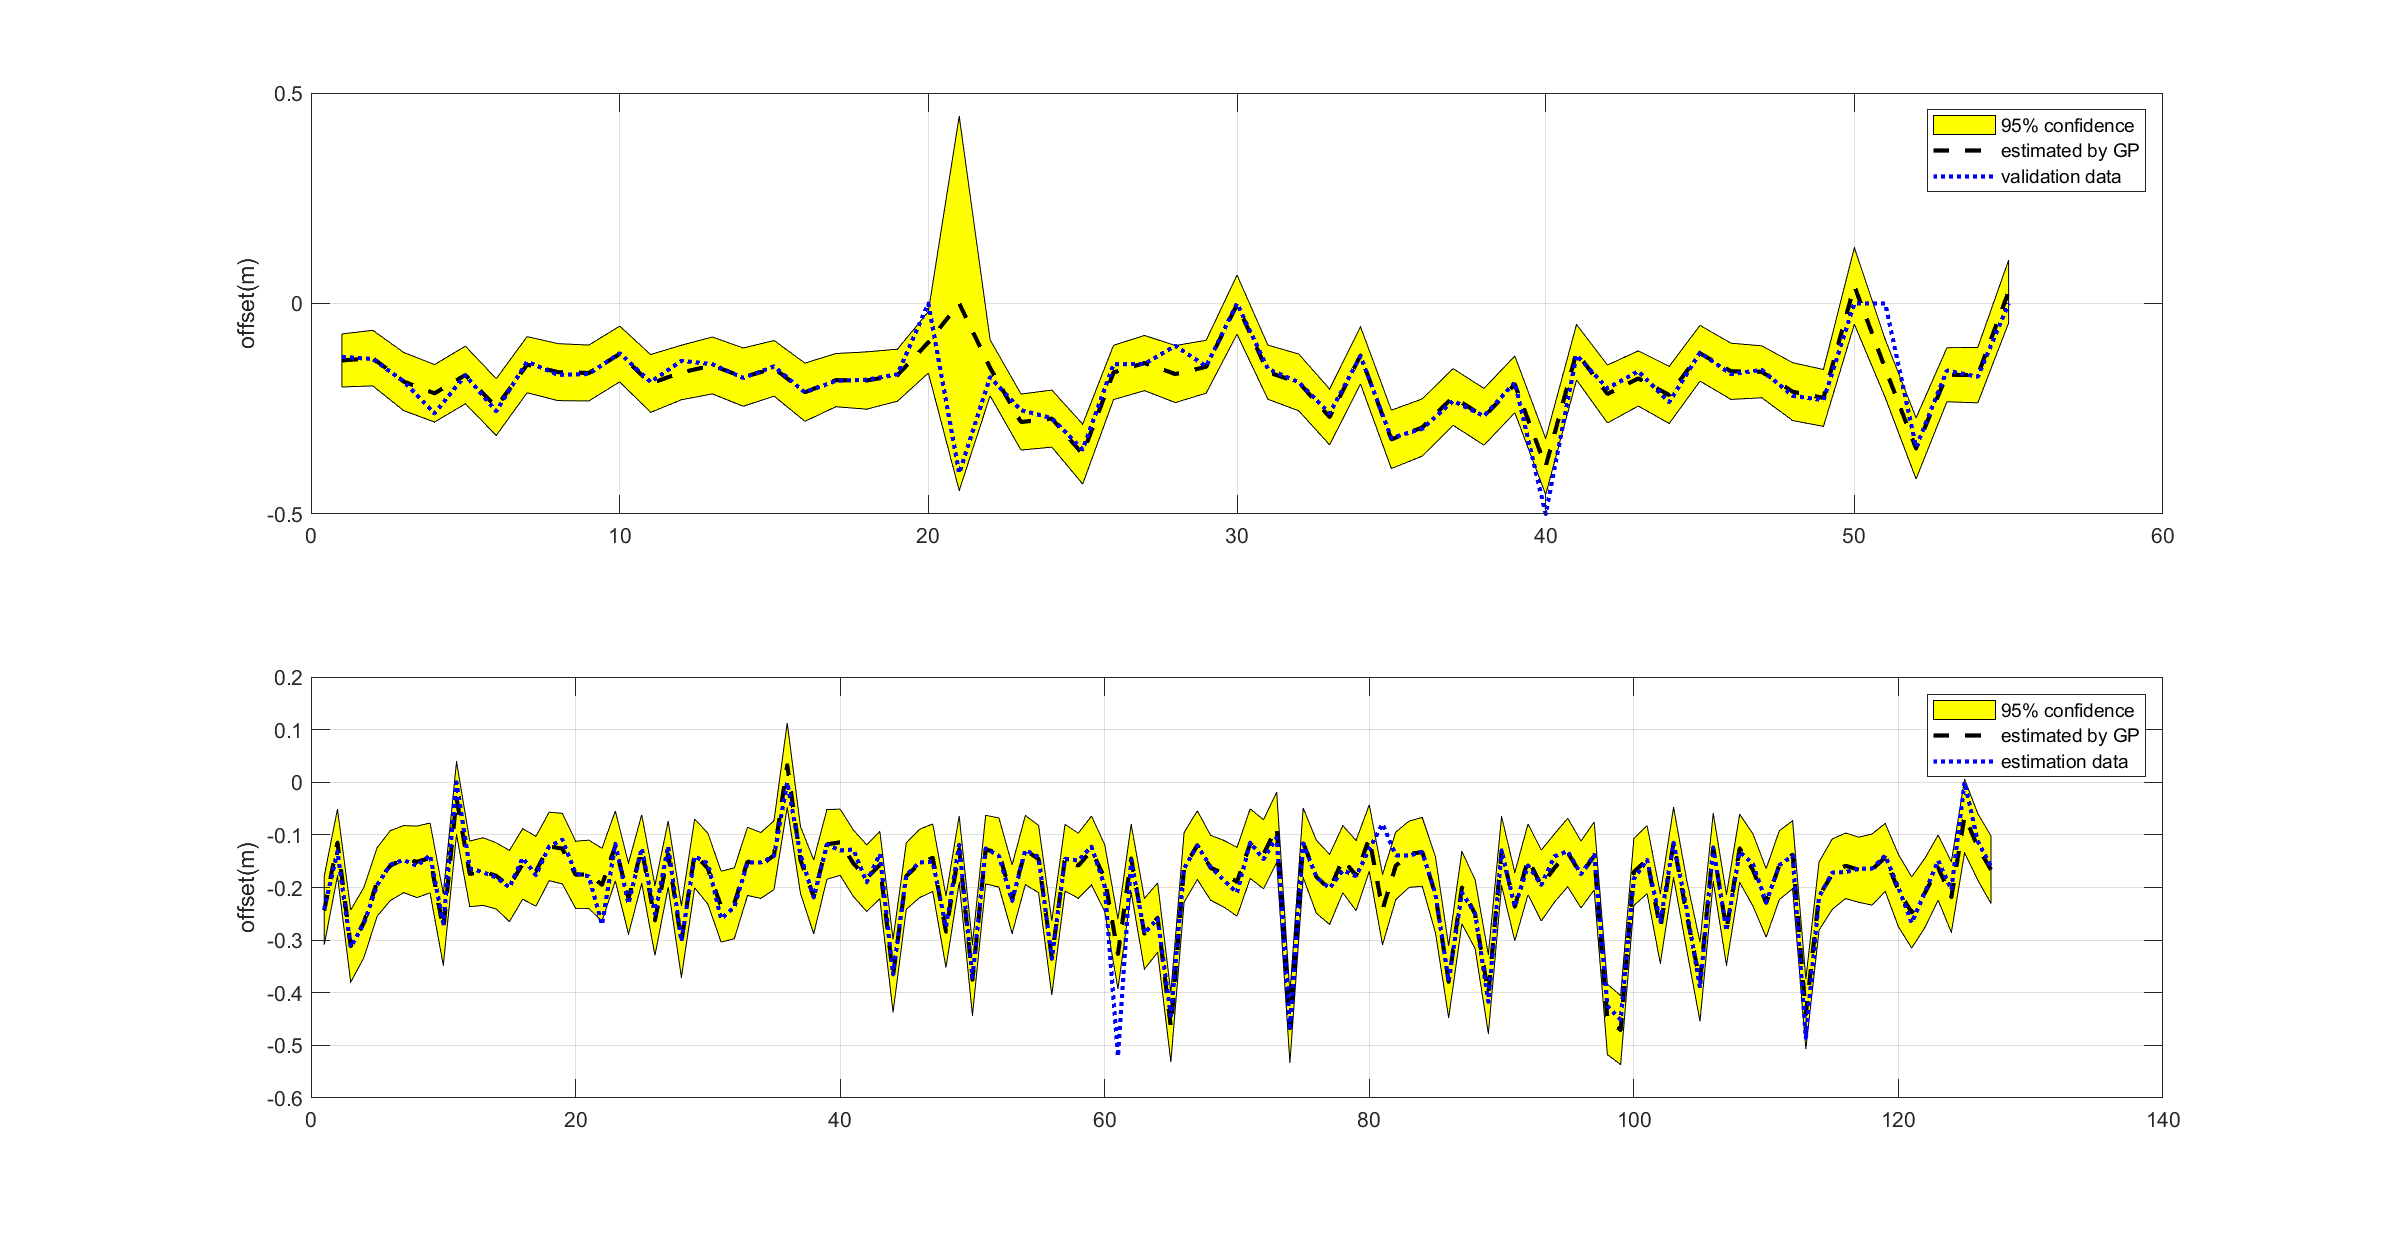 0.5
0
-0.5
offset(m)
0 10 20 30 40 50 60
95% confidence
estimated by GP
validation data
0.2
0.1
0
-0.1
-0.2
-0.3
-0.4
-0.5
-0.6
offset(m)
0 20 40 60 80 100 120 140
95% confidence
estimated by GP
estimation data